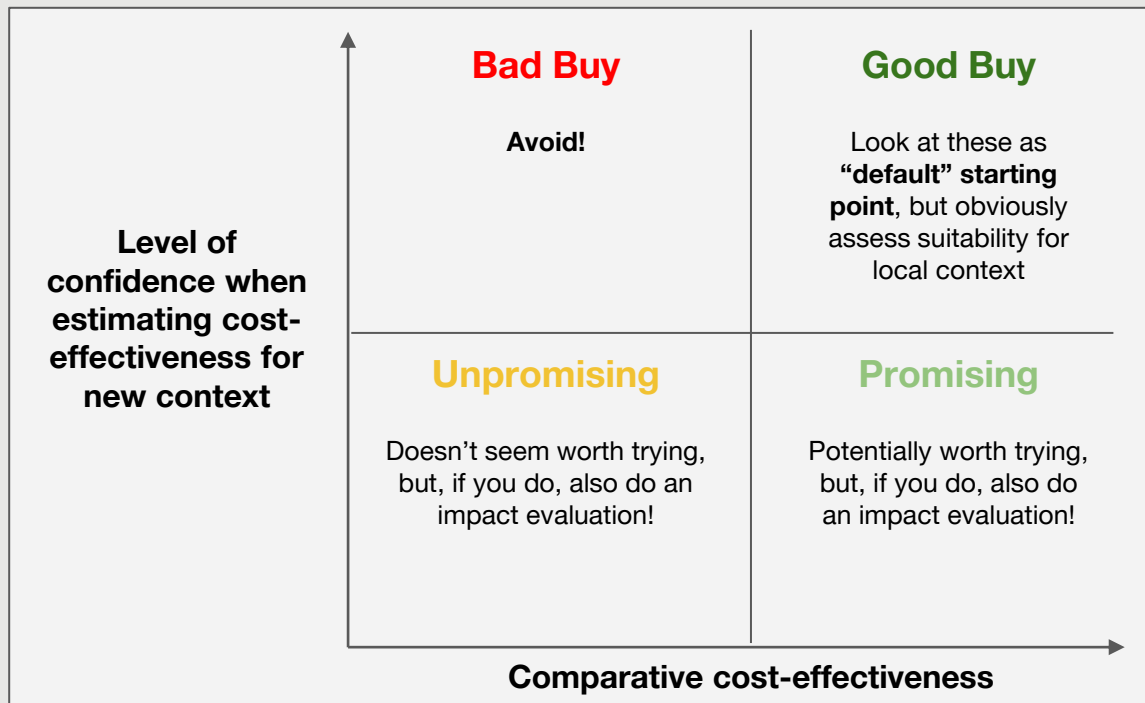 Bad Buy
Good Buy
Avoid!
Look at these as
“default” starting
point, but obviously
assess suitability for
local context
Level of
confidence when
estimating cost-
effectiveness for
new context
Unpromising
Promising
Doesn’t seem worth trying,
but, if you do, also do an
impact evaluation!
Potentially worth trying,
but, if you do, also do
an impact evaluation!
Comparative cost-effectiveness